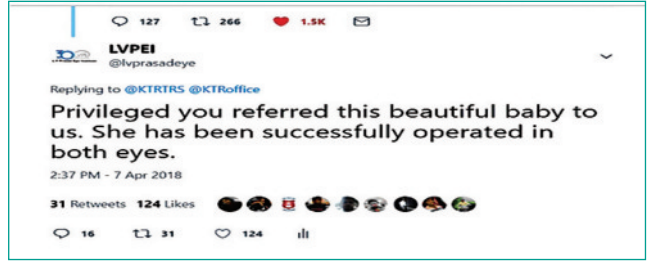 127 266 1.5K
LVPEI
@lvprasadeye
Replying to @KTRTRS @KTRoffice
Privileged you referred this beautiful baby to
us. She has been successfully operated in
both eyes.
2:37 PM - 7 Apr 2018
31 Retweets 124 Likes
16 31 124